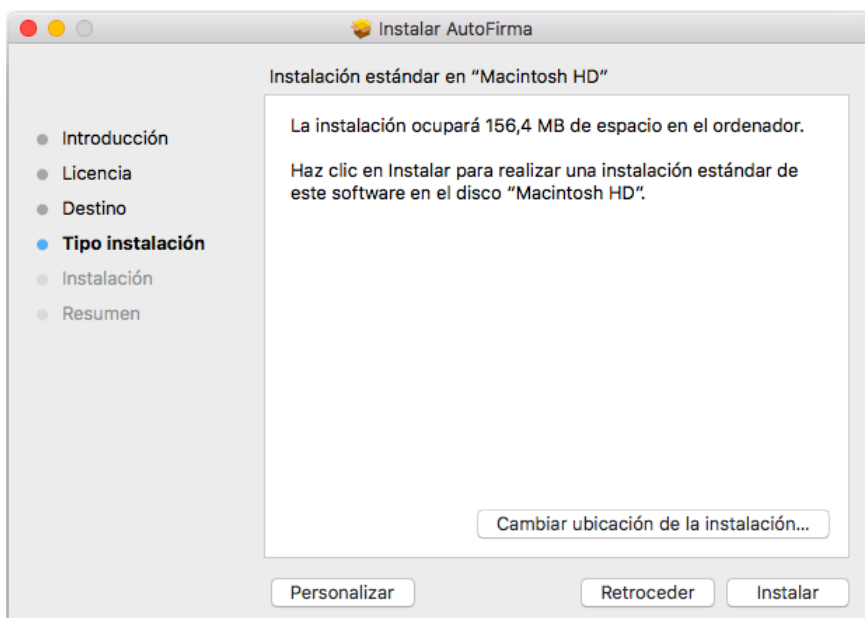 Instalar AutoFirma
Instalación estándar en “Macintosh HD”
Introducción
Licencia
Destino
Tipo instalación
Instalación
Resumen
La instalación ocupará 156,4 MB de espacio en el ordenador.
Haz clic en Instalar para realizar una instalación estándar de
este software en el disco “Macintosh HD”.
Cambiar ubicación de la instalación...
Personalizar
Retroceder
Instalar